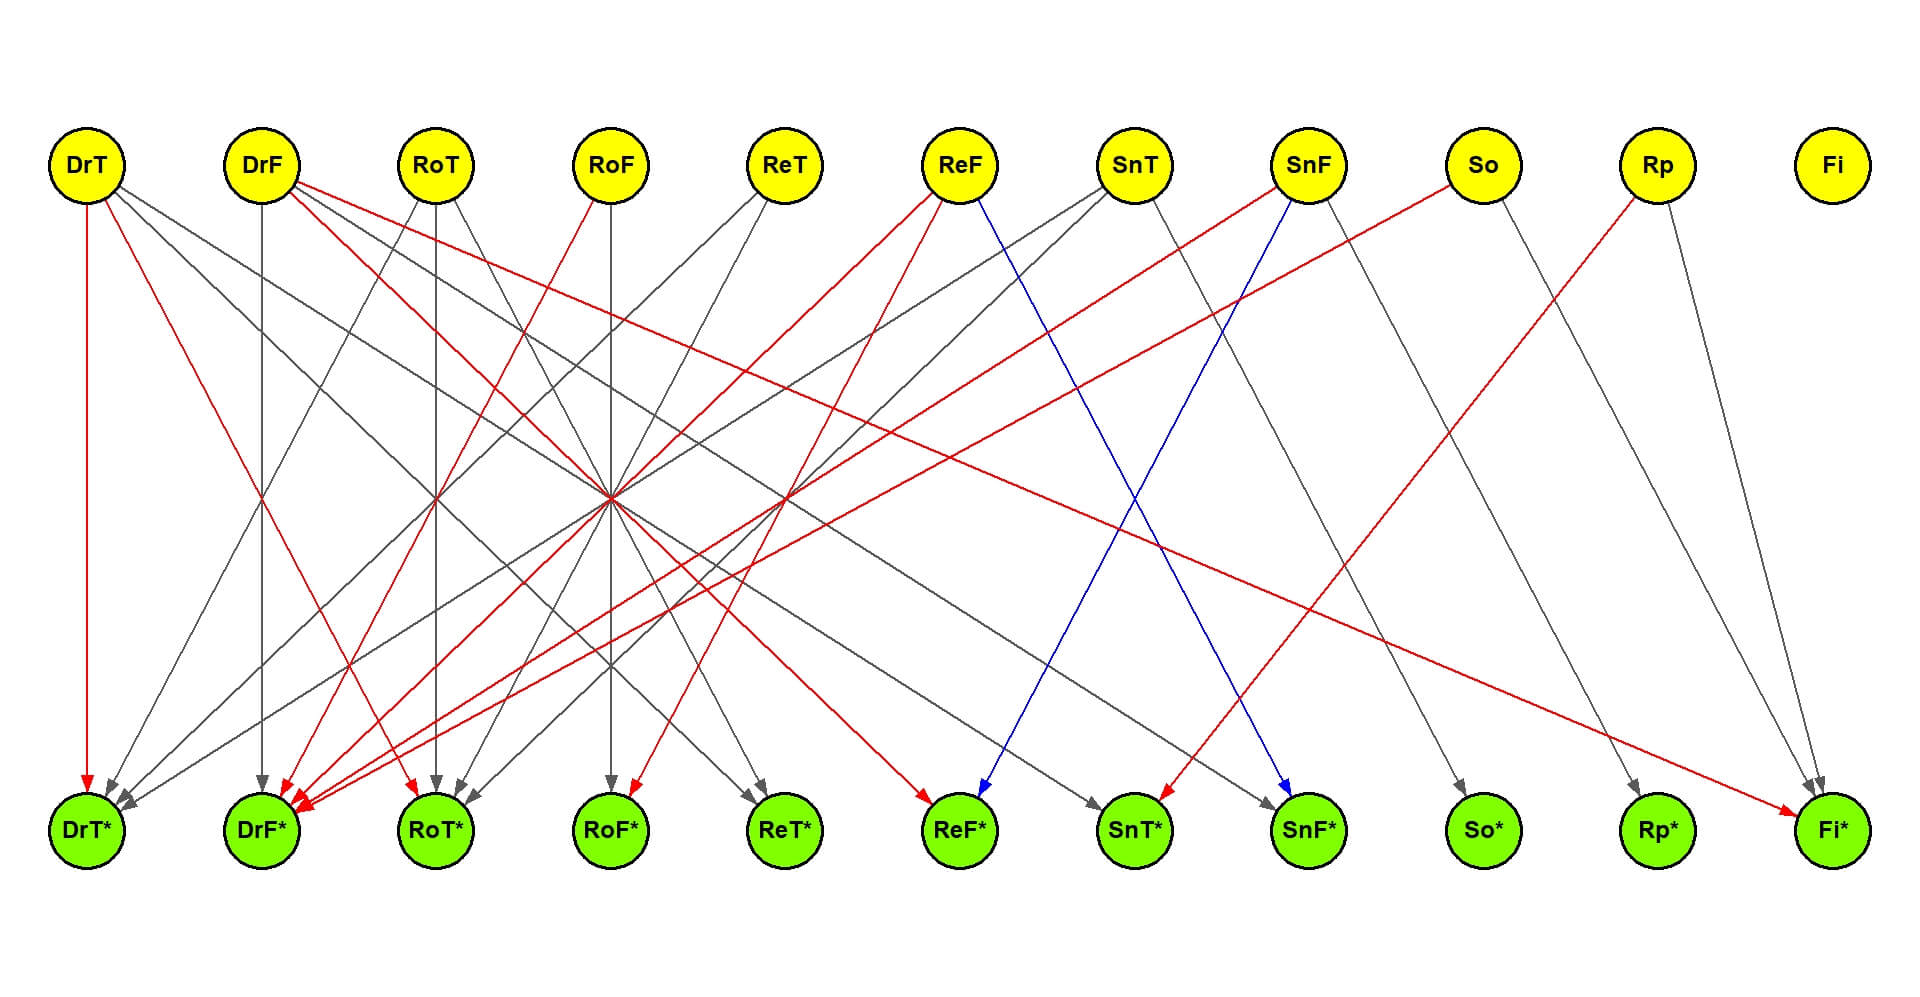 DrT DrF RoT RoF ReT ReF SnT SnF So Rp Fi
DrT* DrF* RoT* RoF* ReT* ReF* SnT* SnF* So* Rp* Fi*